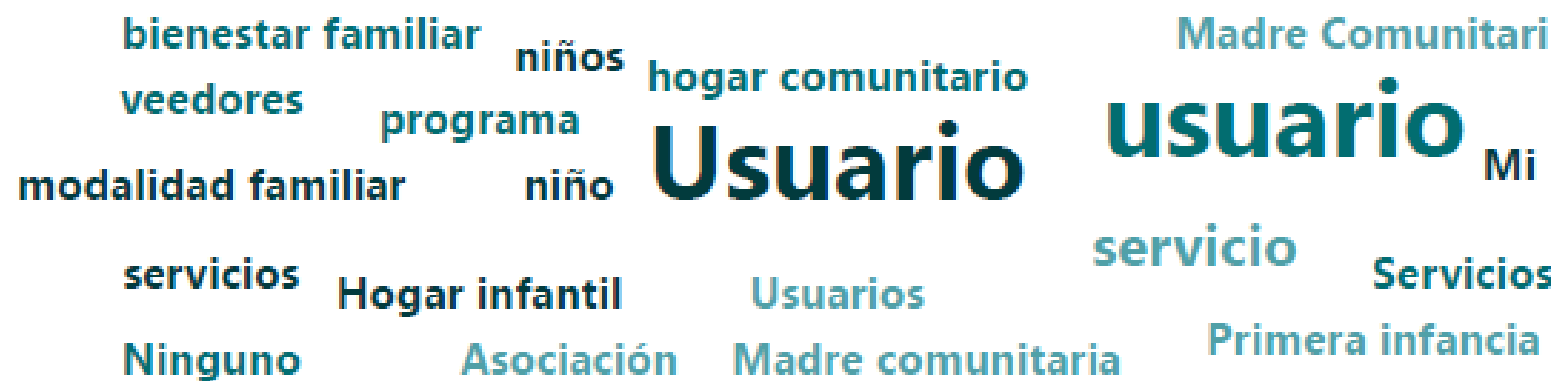 bienestar familiar
niños
Madre Comunitari
hogar comunitario
veedores
programa
usuario
Usuario
Mi
modalidad familiar
niño
servicio
servicios
Servicios
Hogar infantil
Usuarios
Primera infancia
Ninguno
Asociación
Madre comunitaria